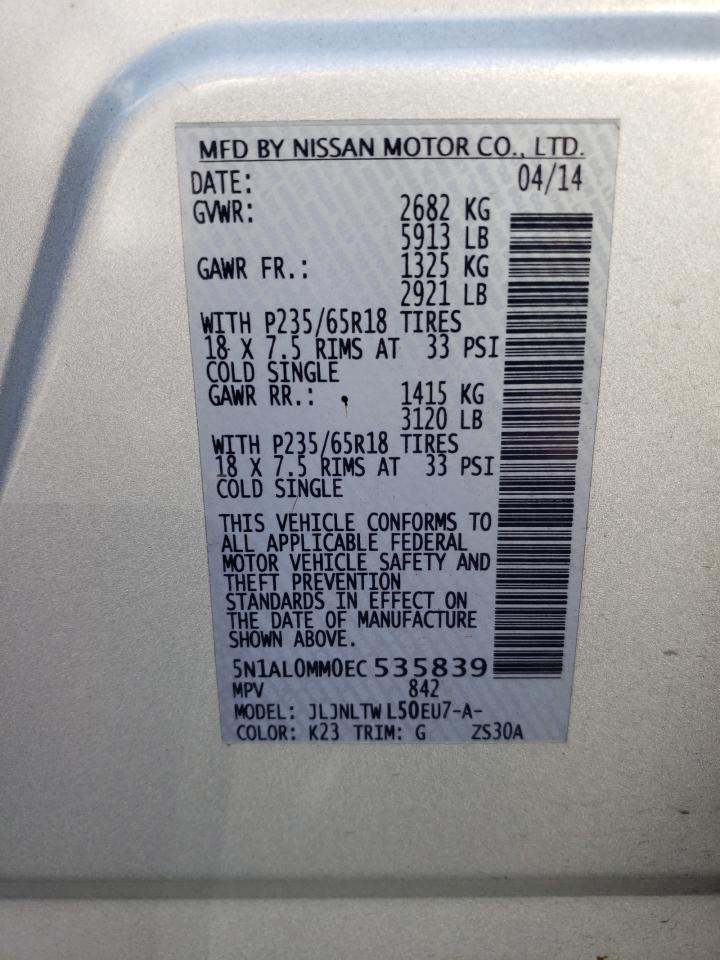 MFD BY NISSAN MOTOR CO., LTD.
DATE: 04/14
GVWR: 2682 KG
5913 LB
GAWR FR.: 1325 KG
2921 LB
WITH P235/65R18 TIRES
18 X 7.5 RIMS AT 33 PSI
COLD SINGLE
GAWR RR.: 1415 KG
3120 LB
WITH P235/65R18 TIRES
18 X 7.5 RIMS AT 33 PSI
COLD SINGLE
THIS VEHICLE CONFORMS TO
ALL APPLICABLE FEDERAL
MOTOR VEHICLE SAFETY AND
THEFT PREVENTION
STANDARDS IN EFFECT ON
THE DATE OF MANUFACTURE
SHOWN ABOVE.
5N1AL0MM0EC 535839
MPV 842
MODEL: JLJNLTW L50EU7-A-
COLOR: K23 TRIM: G ZS30A